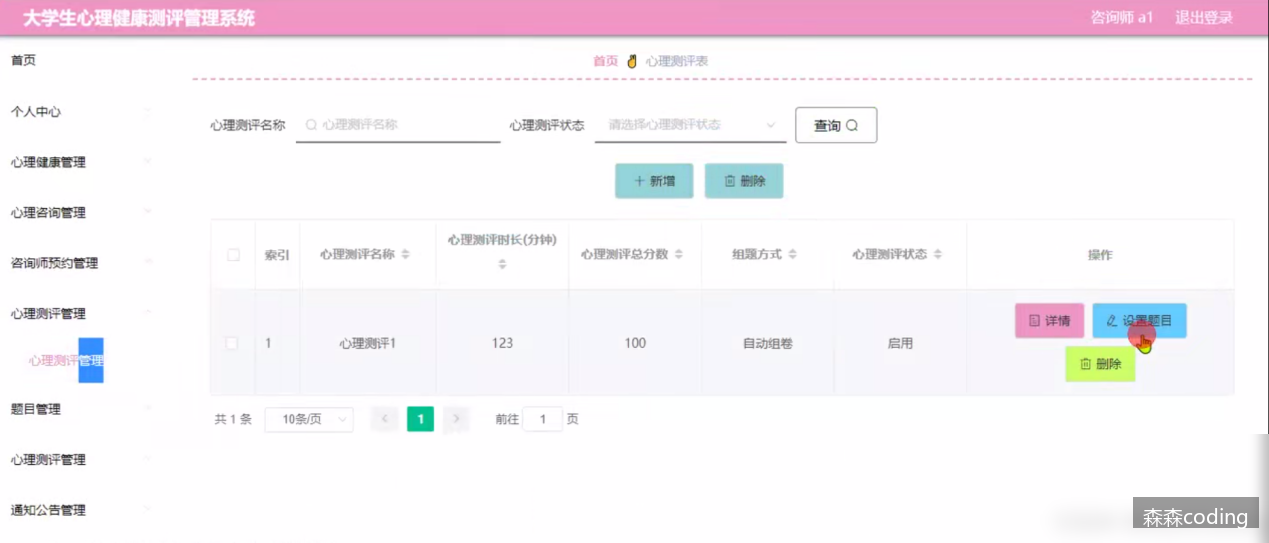 大学生心理健康测评管理系统
咨询师 a1 退出登录
首页
个人中心
心理健康管理
心理咨询管理
咨询师预约管理
心理测评管理
心理测评管理
题目管理
心理测评管理
通知公告管理
首页 心理测评表
心理测评名称 心理测评名称 心理测评状态 请选择心理测评状态 查询
新增 删除
索引 心理测评名称 心理测评时长(分钟) 心理测评总分数 组题方式 心理测评状态 操作
1 心理测评1 123 100 自动组卷 启用 详情 设置题目
删除
共 1 条 10条/页 1 前往 1 页
森森coding